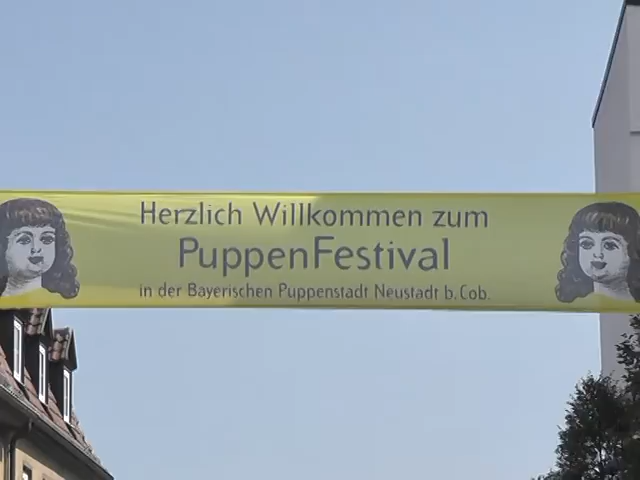 Herzlich Willkommen zum
PuppenFestival
in der Bayerischen Puppenstadt Neustadt b. Cob.